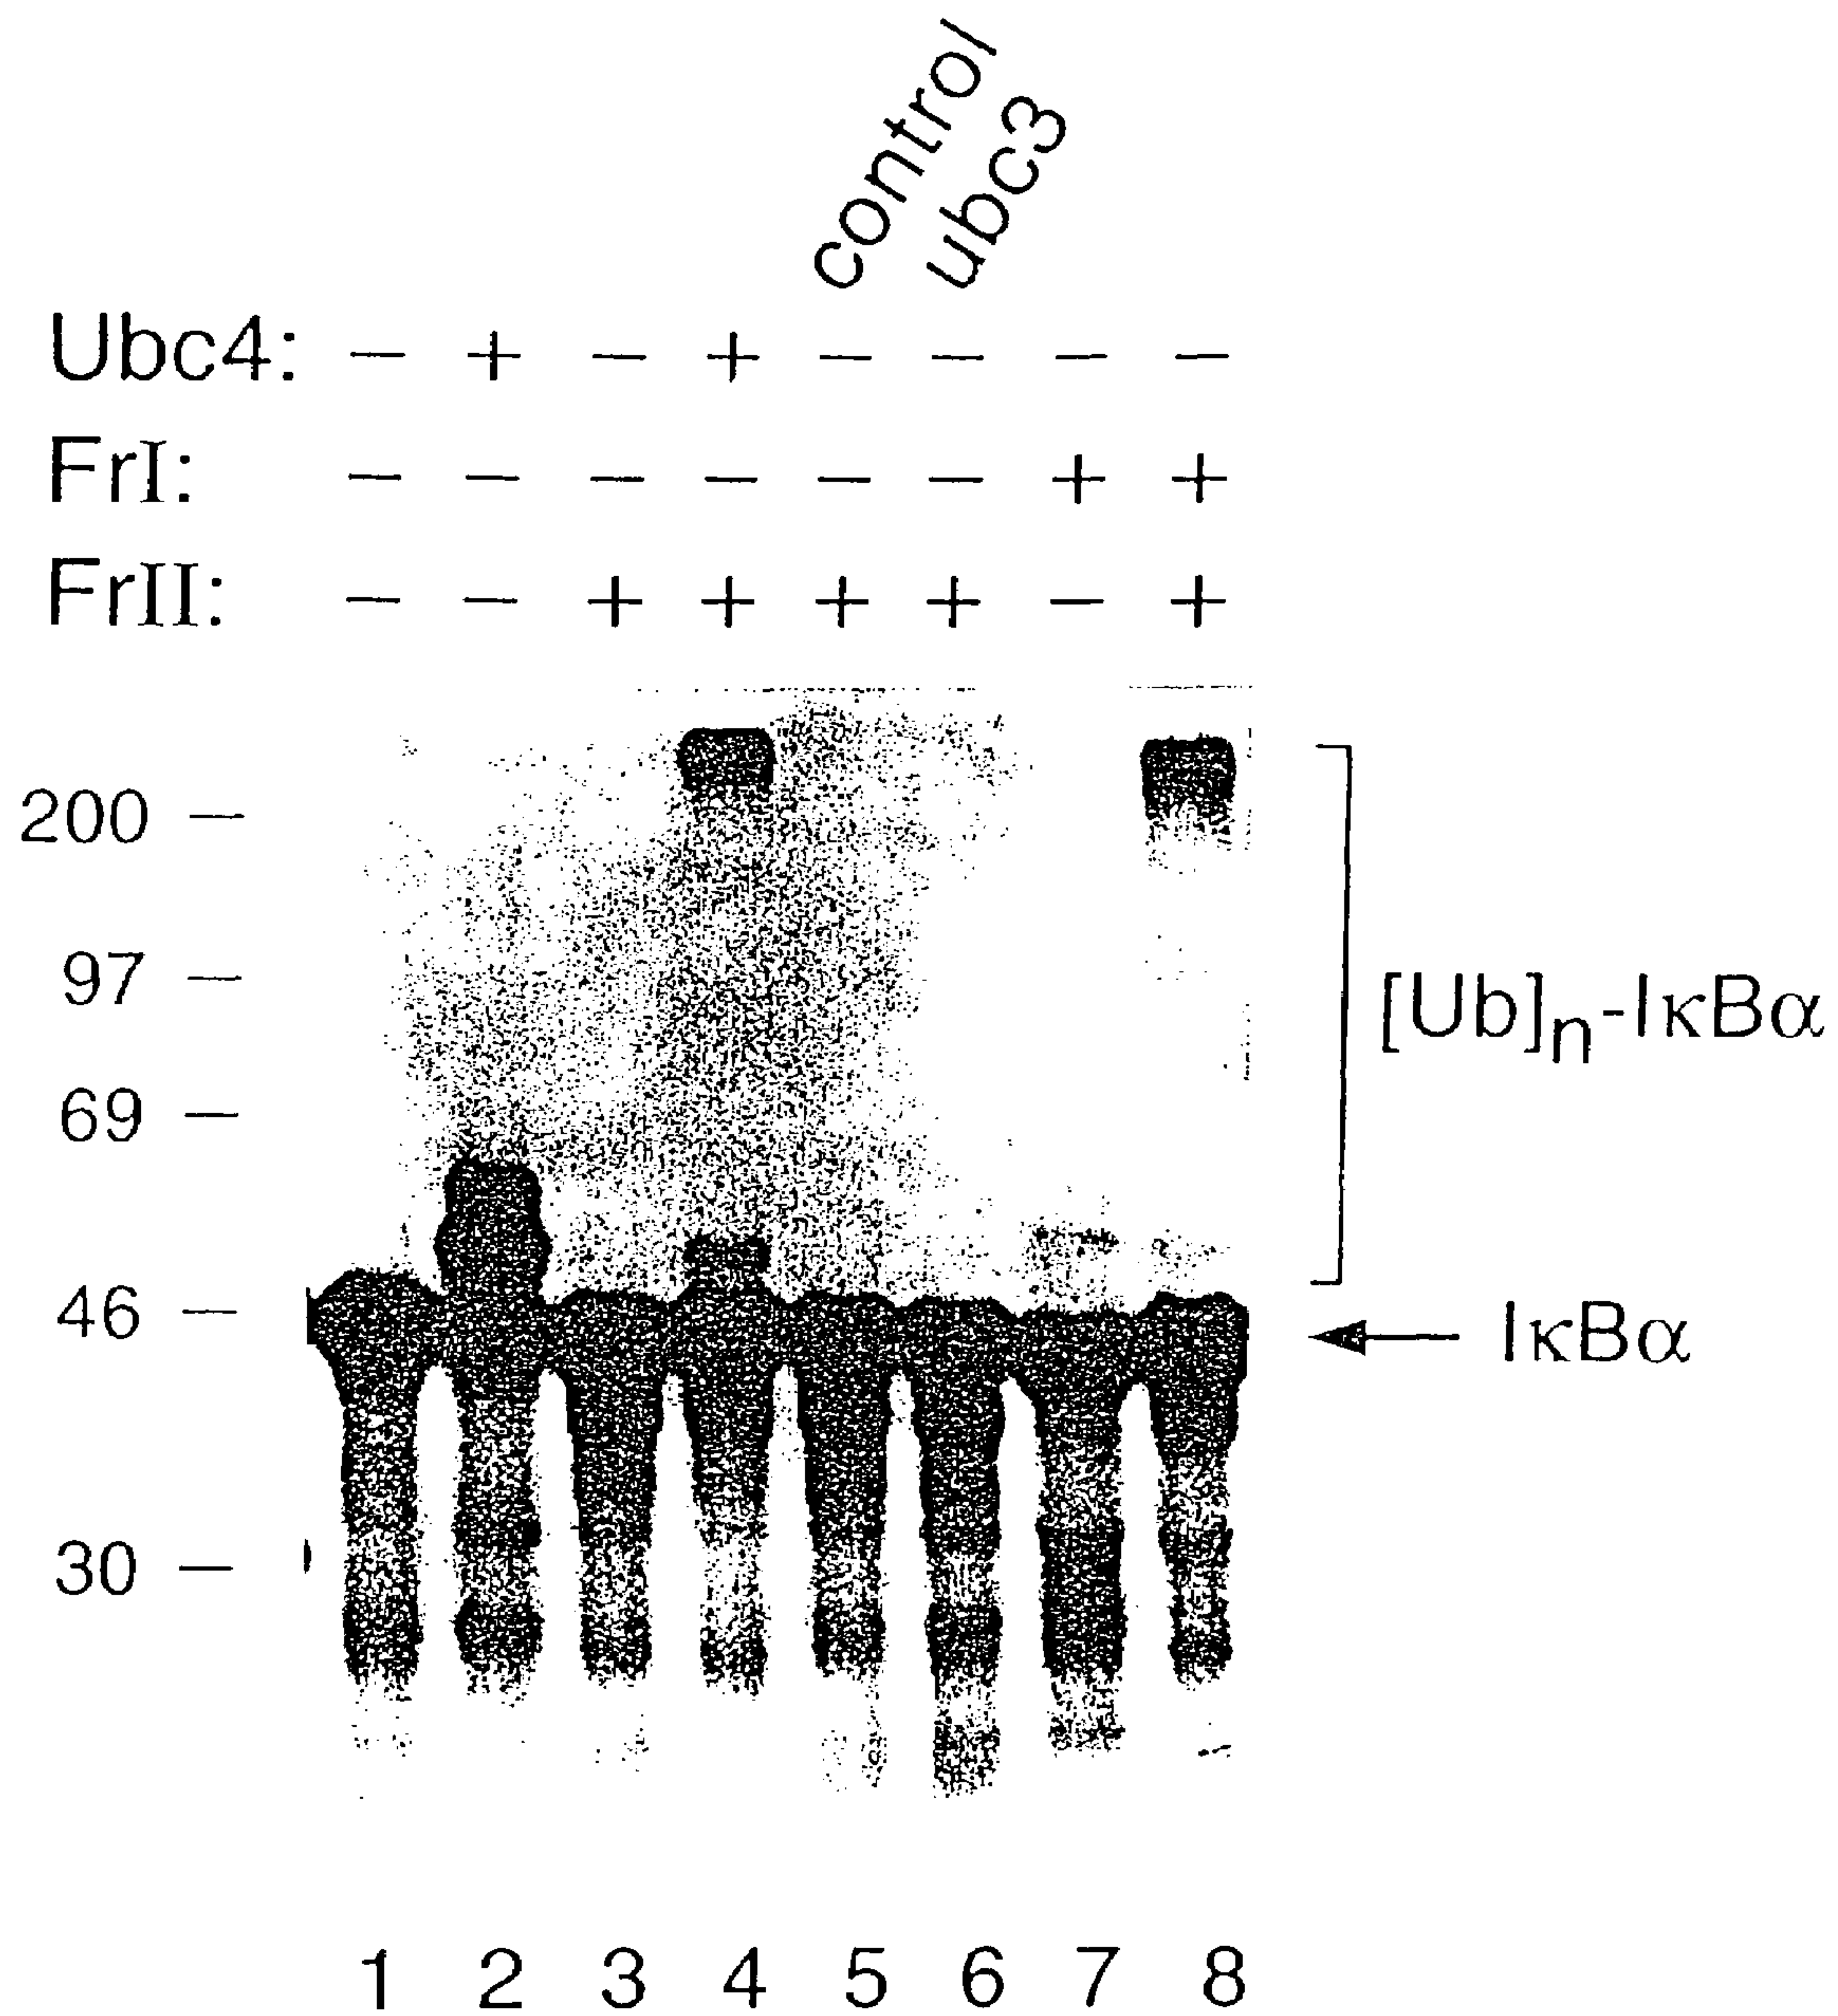 control
ubc3
Ubc4: – + – + – – – –
FrI: – – – – – – + +
FrII: – – + + + + – +
200 –
97 –
[Ub]n-IκBα
69 –
46 –
IκBα
30 –
1 2 3 4 5 6 7 8